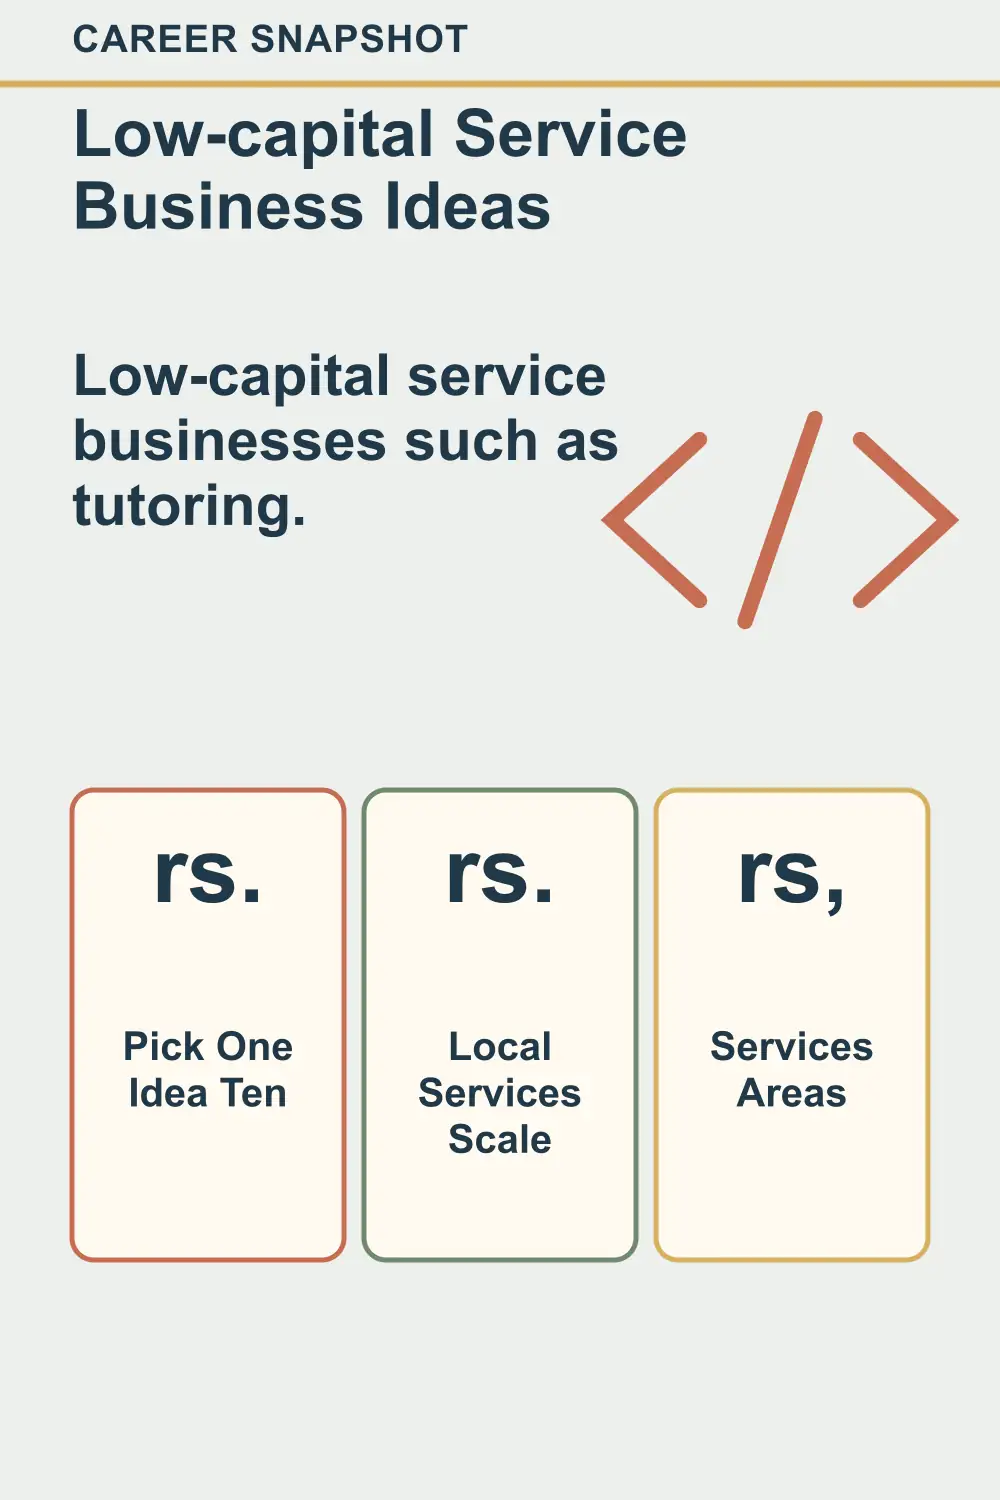 CAREER SNAPSHOT
Low-capital Service
Business Ideas
Low-capital service
businesses such as
tutoring.
</>
rs.
Pick One
Idea Ten
rs.
Local
Services
Scale
rs,
Services
Areas